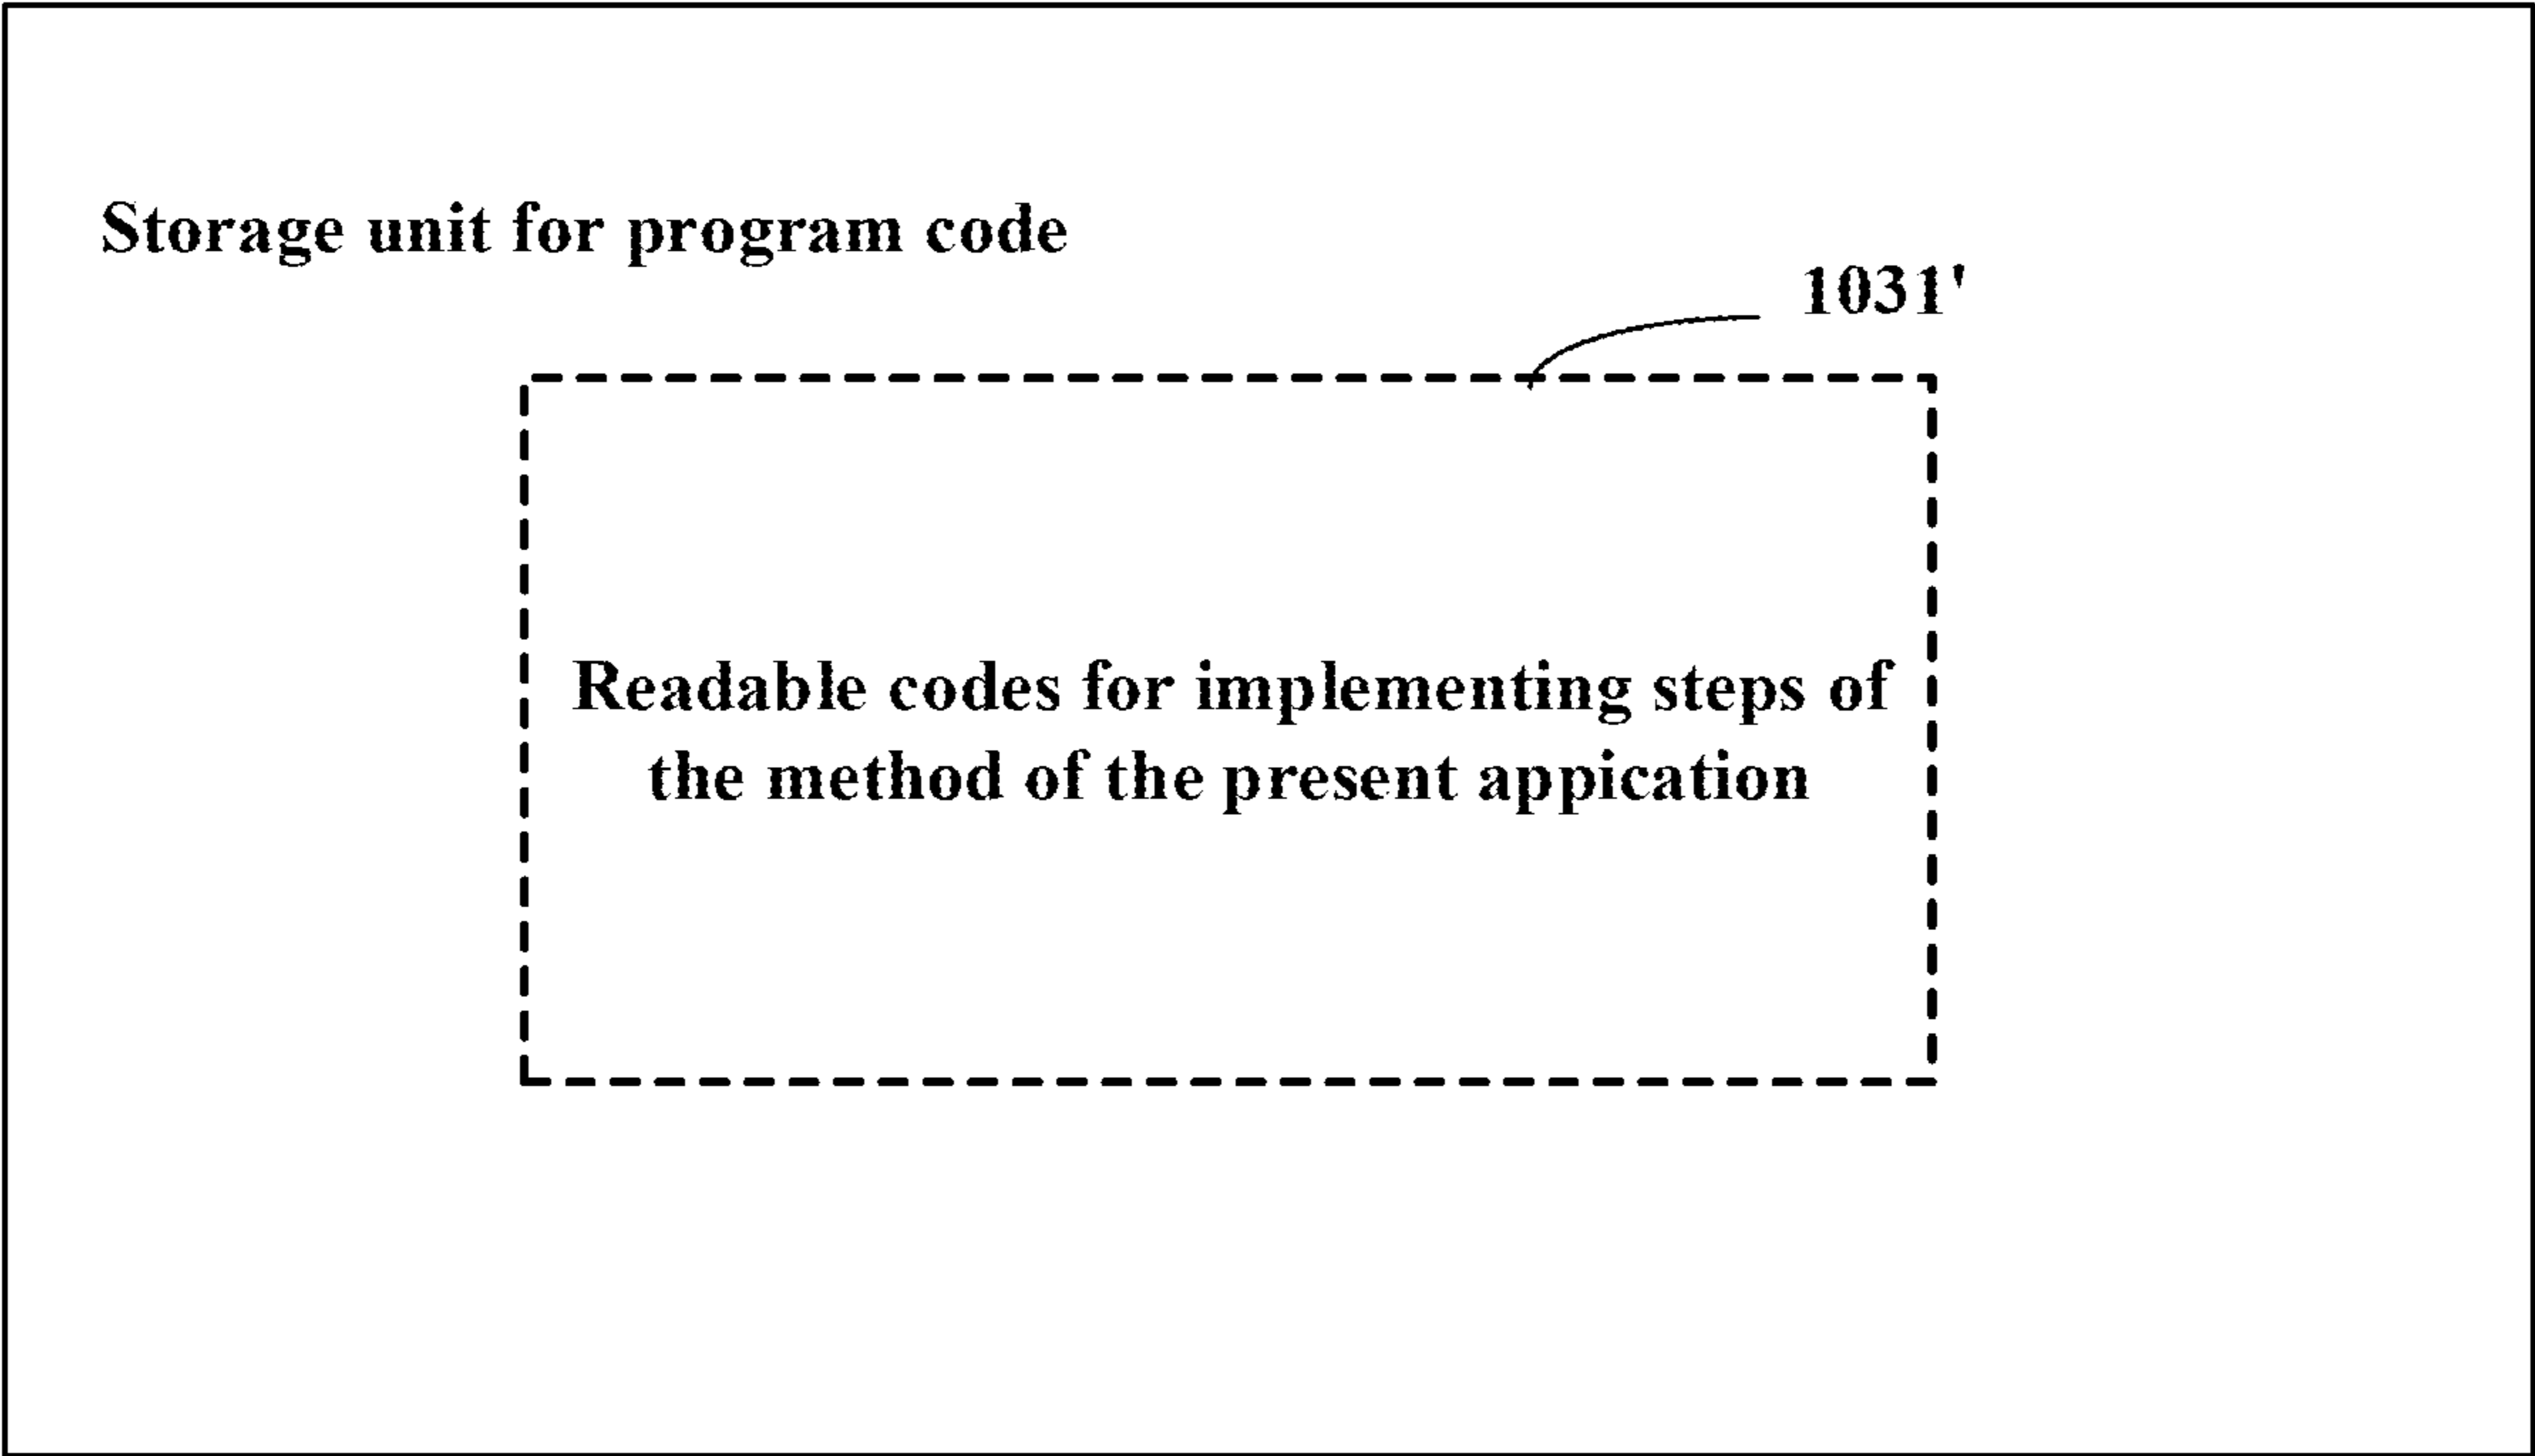 Storage unit for program code
1031'
Readable codes for implementing steps of
the method of the present appication